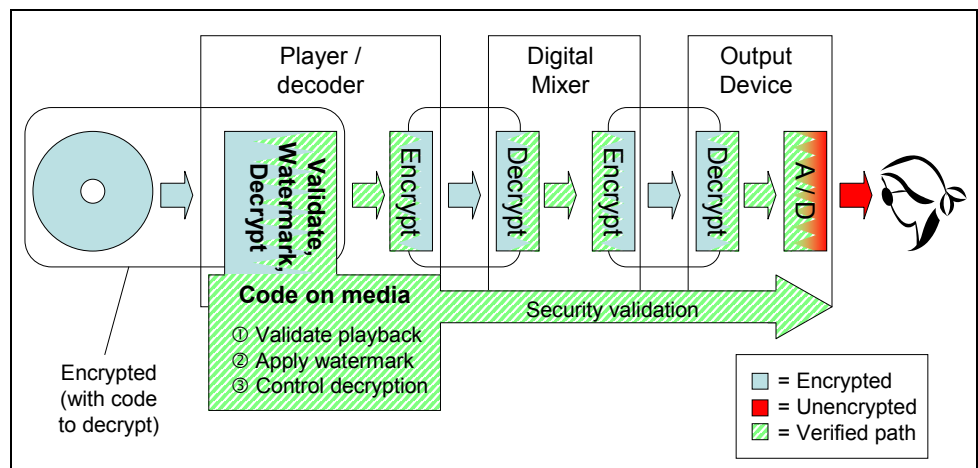 Player /
decoder
Digital
Mixer
Output
Device
Validate,
Watermark,
Decrypt
Encrypt
Decrypt
Encrypt
Decrypt
A / D
Code on media
① Validate playback
② Apply watermark
③ Control decryption
Security validation
Encrypted
(with code
to decrypt)
= Encrypted
= Unencrypted
= Verified path